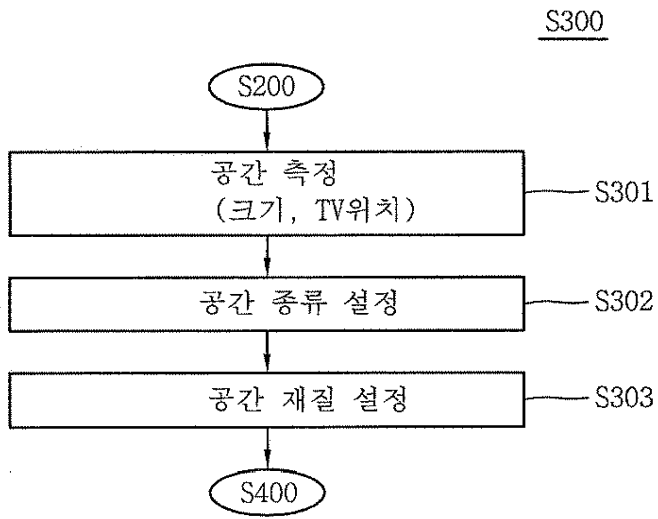 S300
S200
공간 측정
(크기, TV위치)
S301
공간 종류 설정
S302
공간 재질 설정
S303
S400